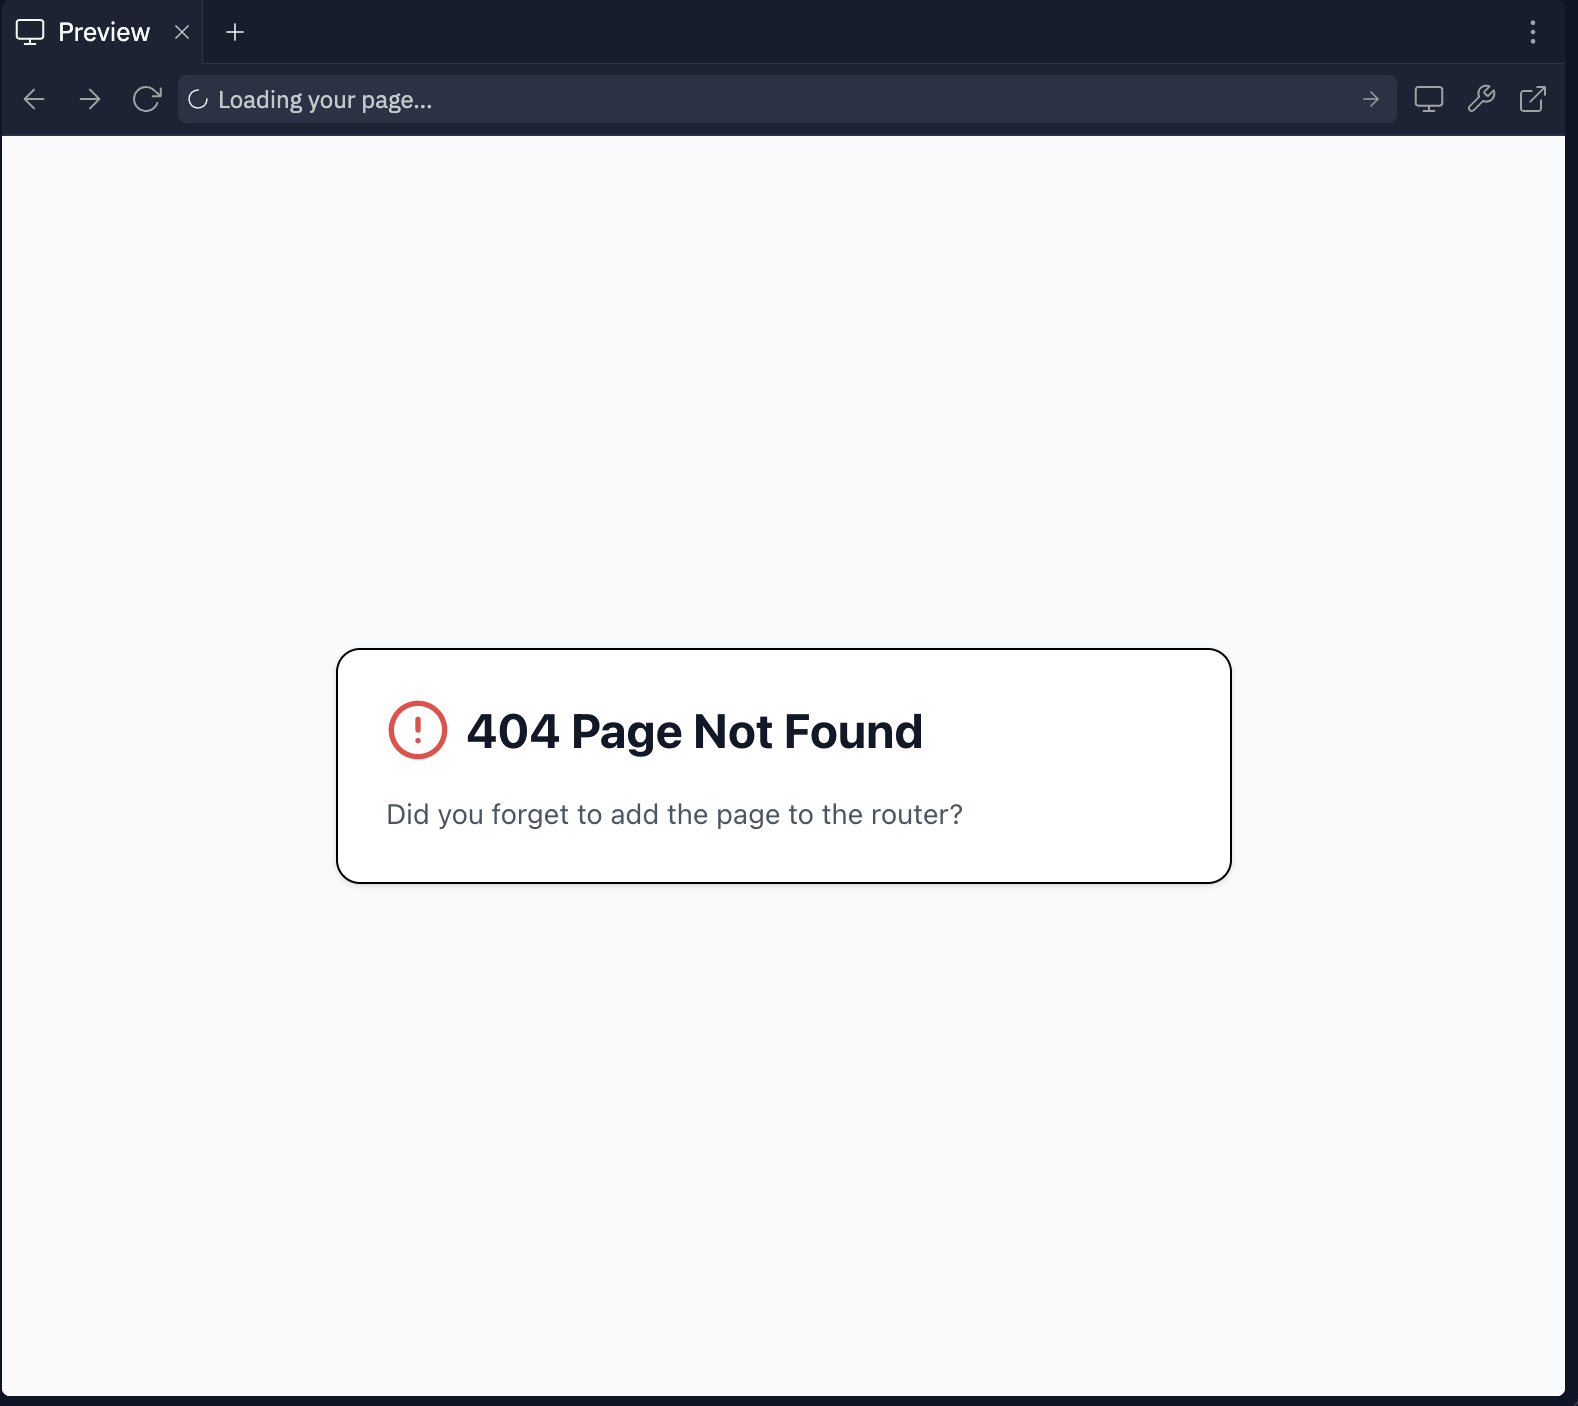 Preview
Loading your page...
404 Page Not Found
Did you forget to add the page to the router?